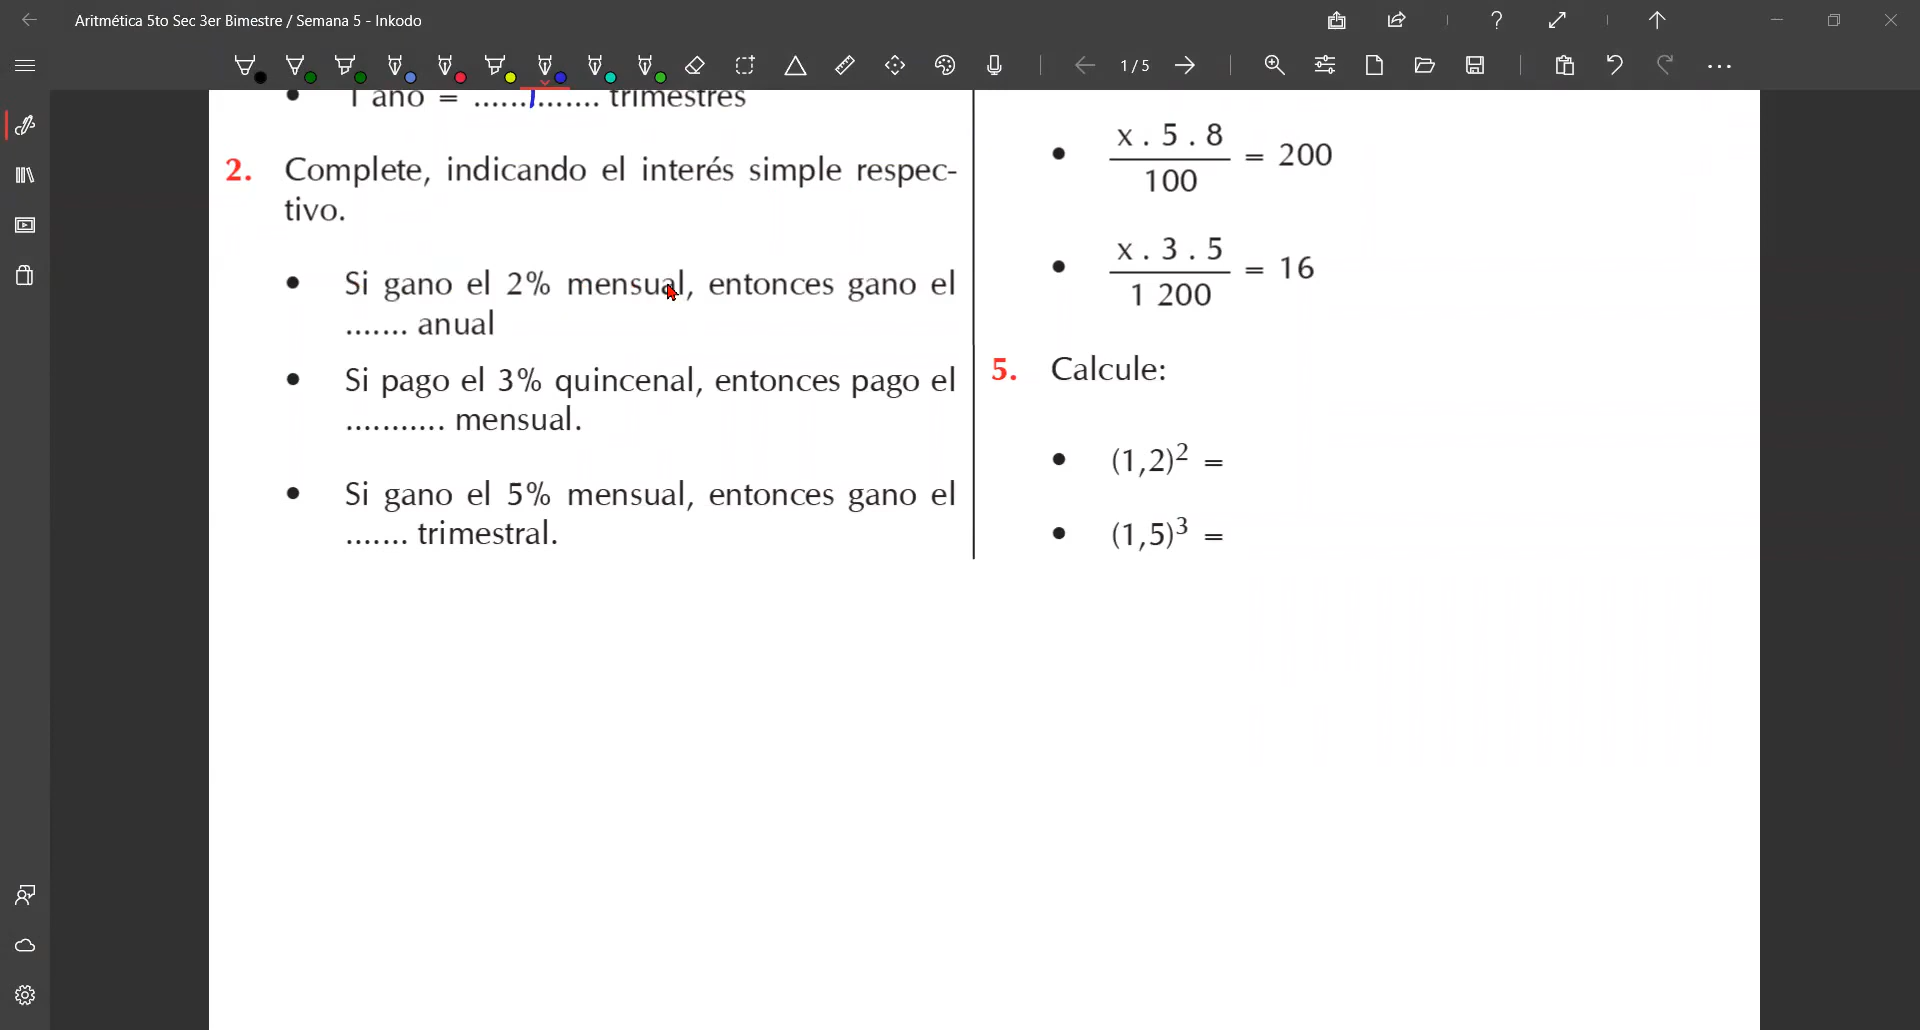 Aritmética 5to Sec 3er Bimestre / Semana 5 - Inkodo
1 / 5
1 año = ............. trimestres
2. Complete, indicando el interés simple respec-
tivo.
• Si gano el 2% mensual, entonces gano el
....... anual
• Si pago el 3% quincenal, entonces pago el
........... mensual.
• Si gano el 5% mensual, entonces gano el
....... trimestral.
• x . 5 . 8
100
= 200
• x . 3 . 5
1 200
= 16
5. Calcule:
• (1,2)² =
• (1,5)³ =